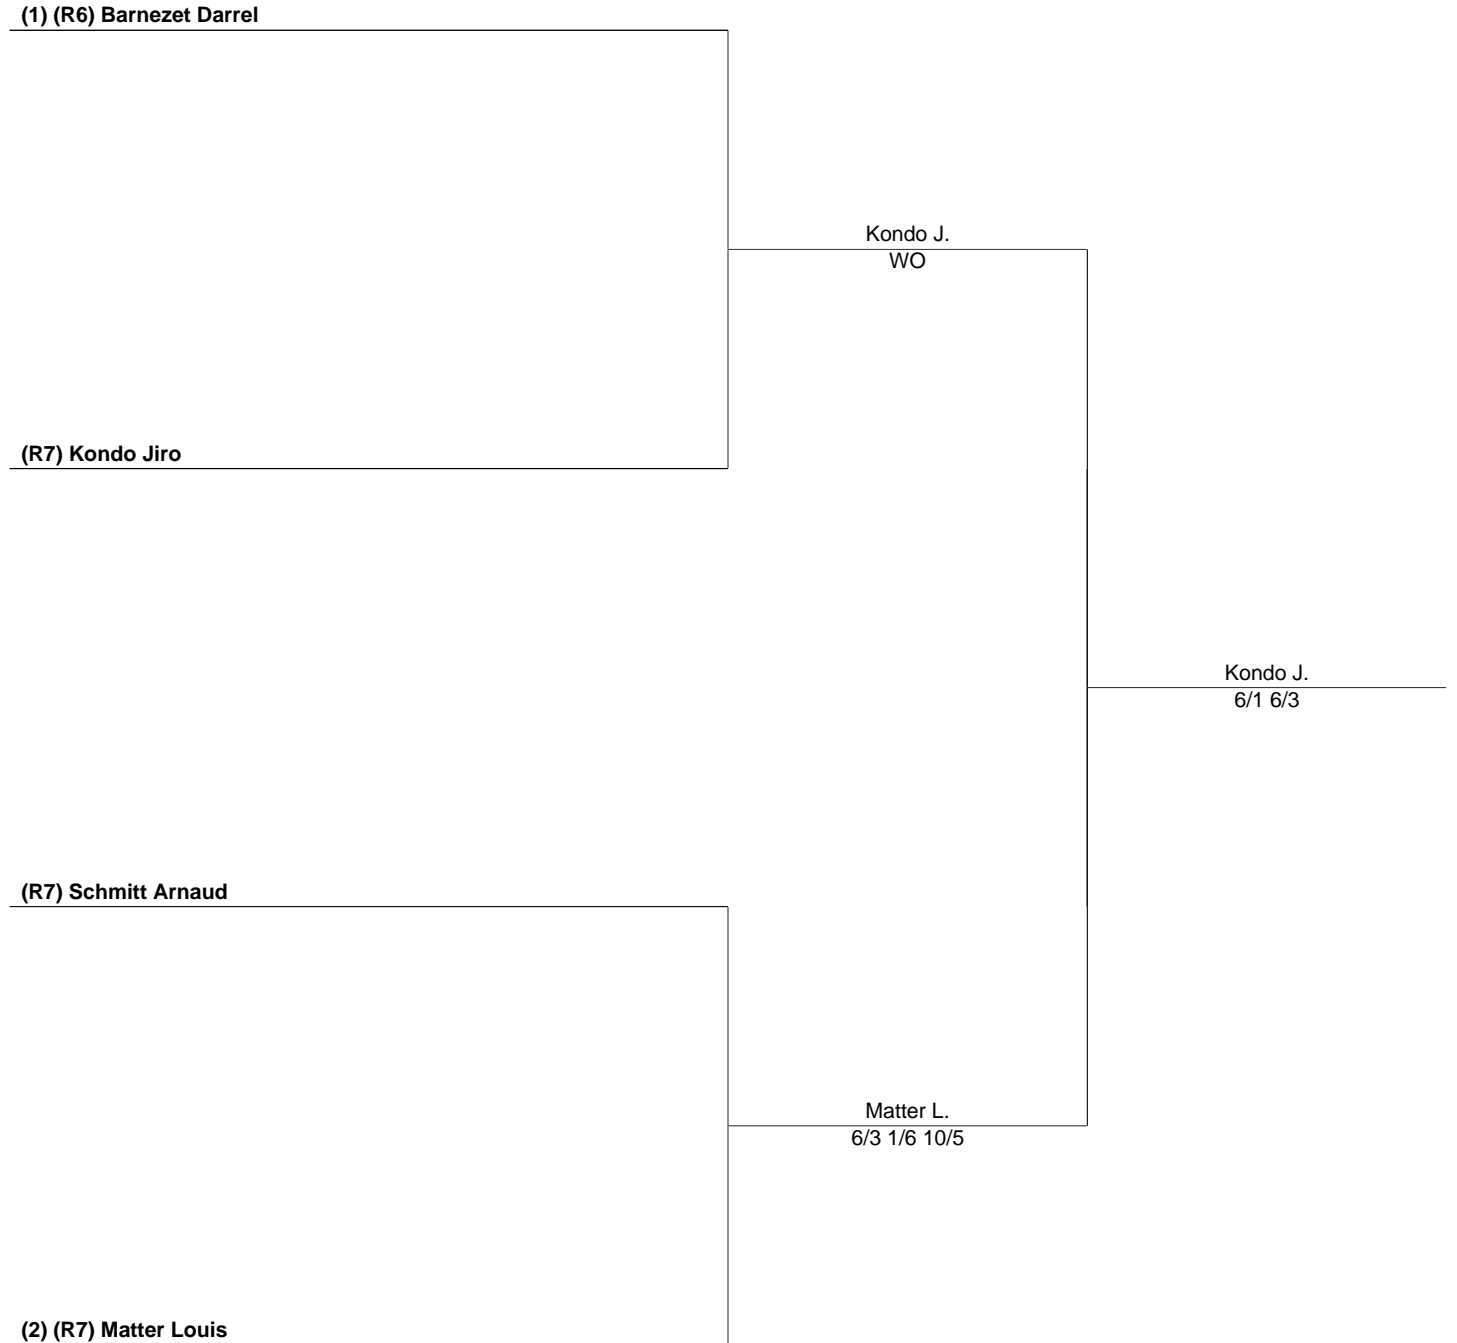 (1) (R6) Barnezet Darrel
Kondo J.
WO
(R7) Kondo Jiro
Kondo J.
6/1 6/3
(R7) Schmitt Arnaud
Matter L.
6/3 1/6 10/5
(2) (R7) Matter Louis